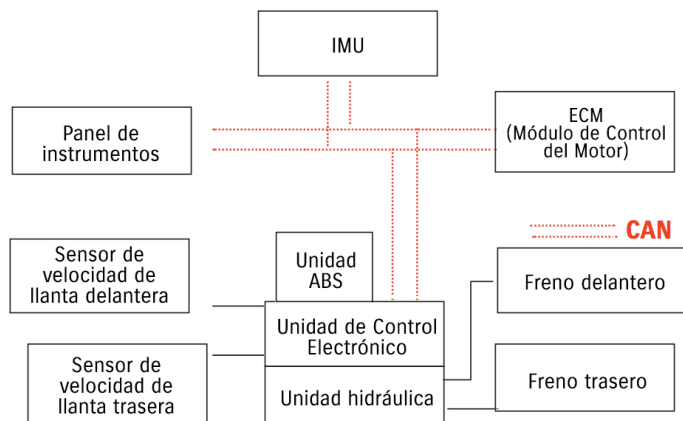 IMU
Panel de
instrumentos
ECM
(Módulo de Control
del Motor)
CAN
Sensor de
velocidad de
llanta delantera
Unidad
ABS
Freno delantero
Unidad de Control
Electrónico
Sensor de
velocidad de
llanta trasera
Unidad hidráulica
Freno trasero